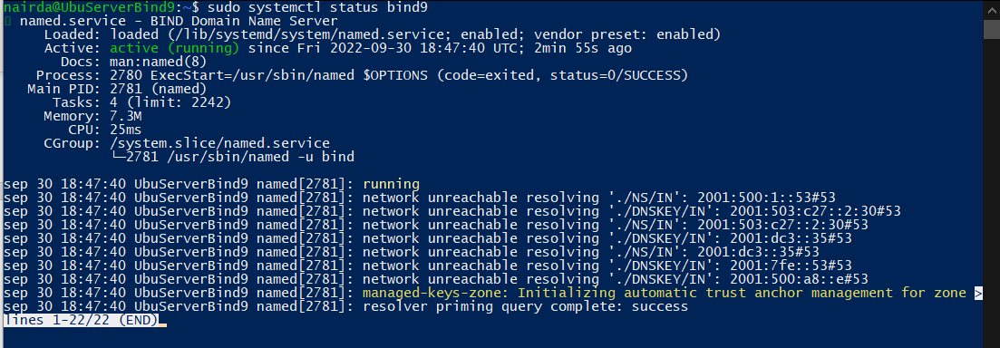 nairda@UbuServerBind9:~$ sudo systemctl status bind9
named.service - BIND Domain Name Server
Loaded: loaded (/lib/systemd/system/named.service; enabled; vendor preset: enabled)
Active: active (running) since Fri 2022-09-30 18:47:40 UTC; 2min 55s ago
Docs: man:named(8)
Process: 2780 ExecStart=/usr/sbin/named $OPTIONS (code=exited, status=0/SUCCESS)
Main PID: 2781 (named)
Tasks: 4 (limit: 2242)
Memory: 7.3M
CPU: 25ms
CGroup: /system.slice/named.service
└─2781 /usr/sbin/named -u bind
sep 30 18:47:40 UbuServerBind9 named[2781]: running
sep 30 18:47:40 UbuServerBind9 named[2781]: network unreachable resolving './NS/IN': 2001:500:1::53#53
sep 30 18:47:40 UbuServerBind9 named[2781]: network unreachable resolving './DNSKEY/IN': 2001:503:c27::2:30#53
sep 30 18:47:40 UbuServerBind9 named[2781]: network unreachable resolving './NS/IN': 2001:503:c27::2:30#53
sep 30 18:47:40 UbuServerBind9 named[2781]: network unreachable resolving './DNSKEY/IN': 2001:dc3::35#53
sep 30 18:47:40 UbuServerBind9 named[2781]: network unreachable resolving './NS/IN': 2001:dc3::35#53
sep 30 18:47:40 UbuServerBind9 named[2781]: network unreachable resolving './DNSKEY/IN': 2001:7fe::53#53
sep 30 18:47:40 UbuServerBind9 named[2781]: network unreachable resolving './DNSKEY/IN': 2001:500:a8::e#53
sep 30 18:47:40 UbuServerBind9 named[2781]: managed-keys-zone: Initializing automatic trust anchor management for zone >
sep 30 18:47:40 UbuServerBind9 named[2781]: resolver priming query complete: success
lines 1-22/22 (END)